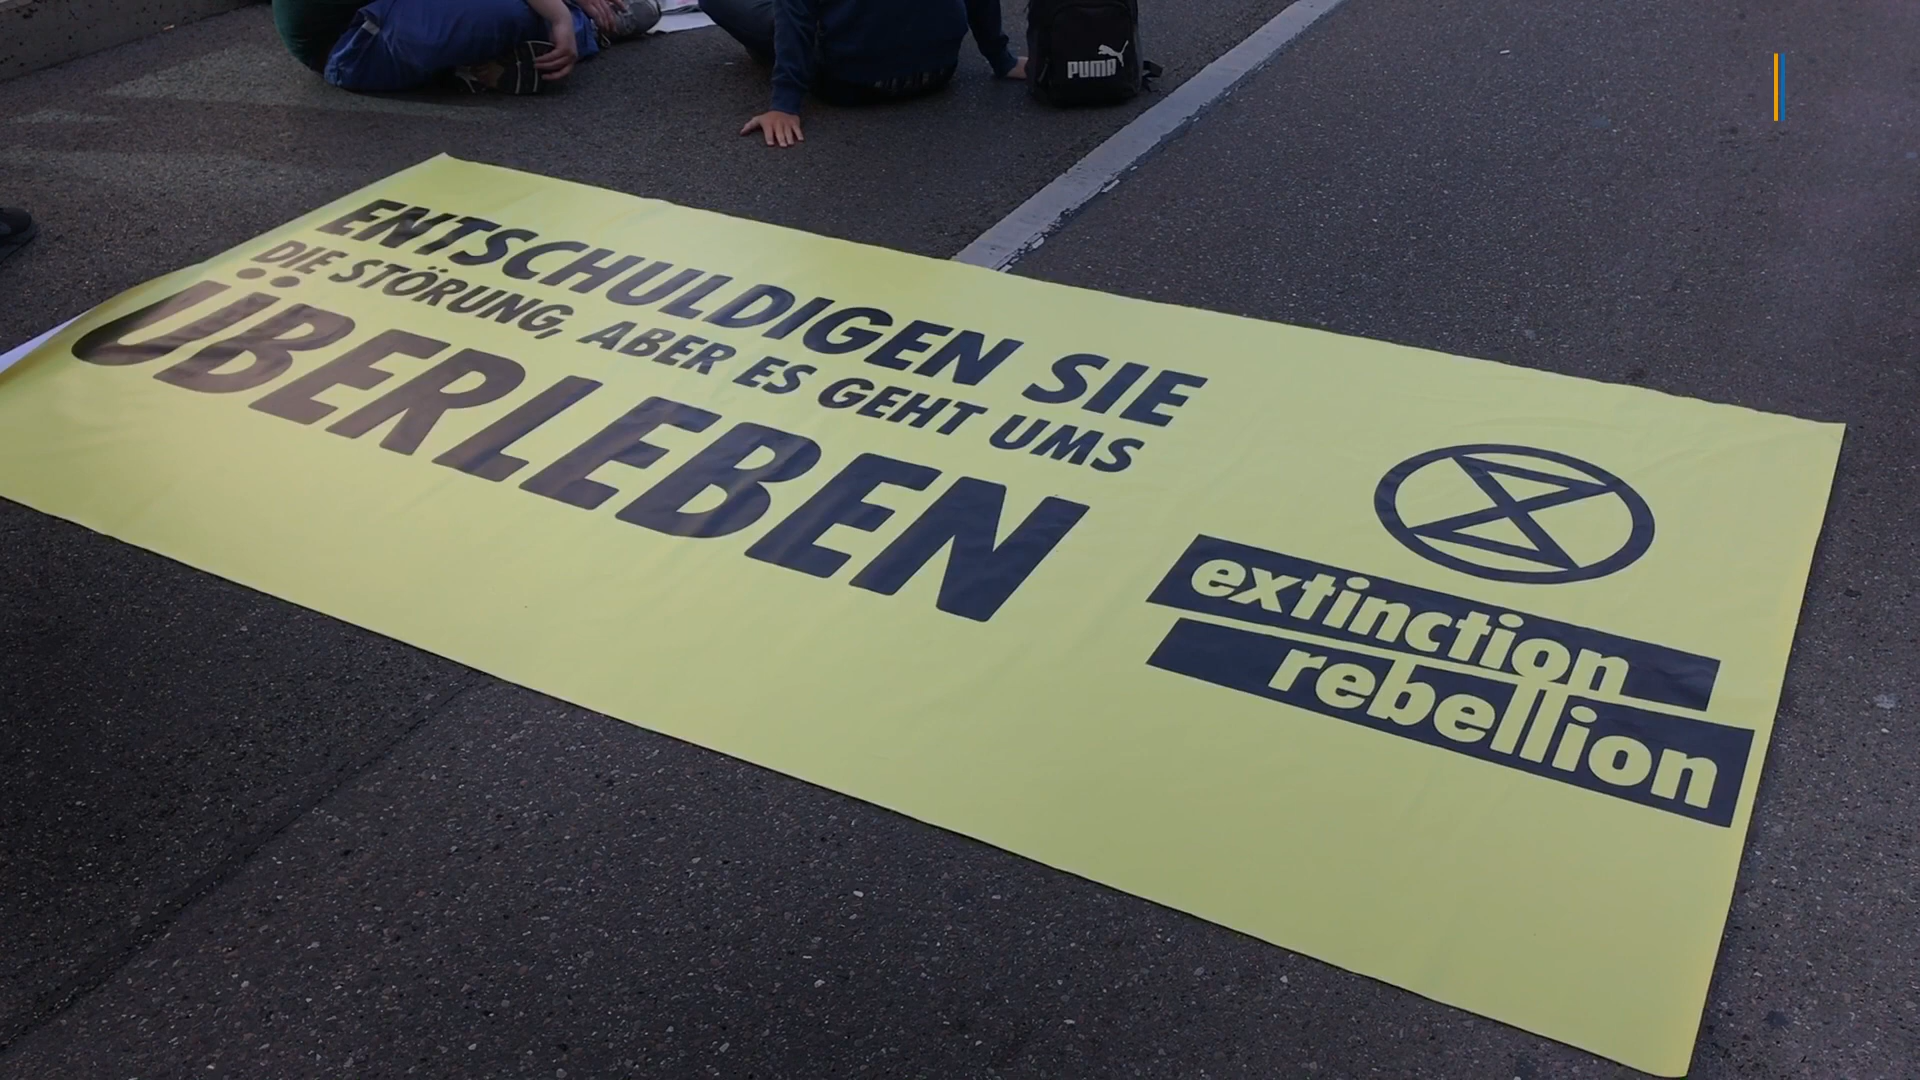 PUMA
ENTSCHULDIGEN SIE
DIE STÖRUNG, ABER ES GEHT UMS
ÜBERLEBEN
extinction
rebellion